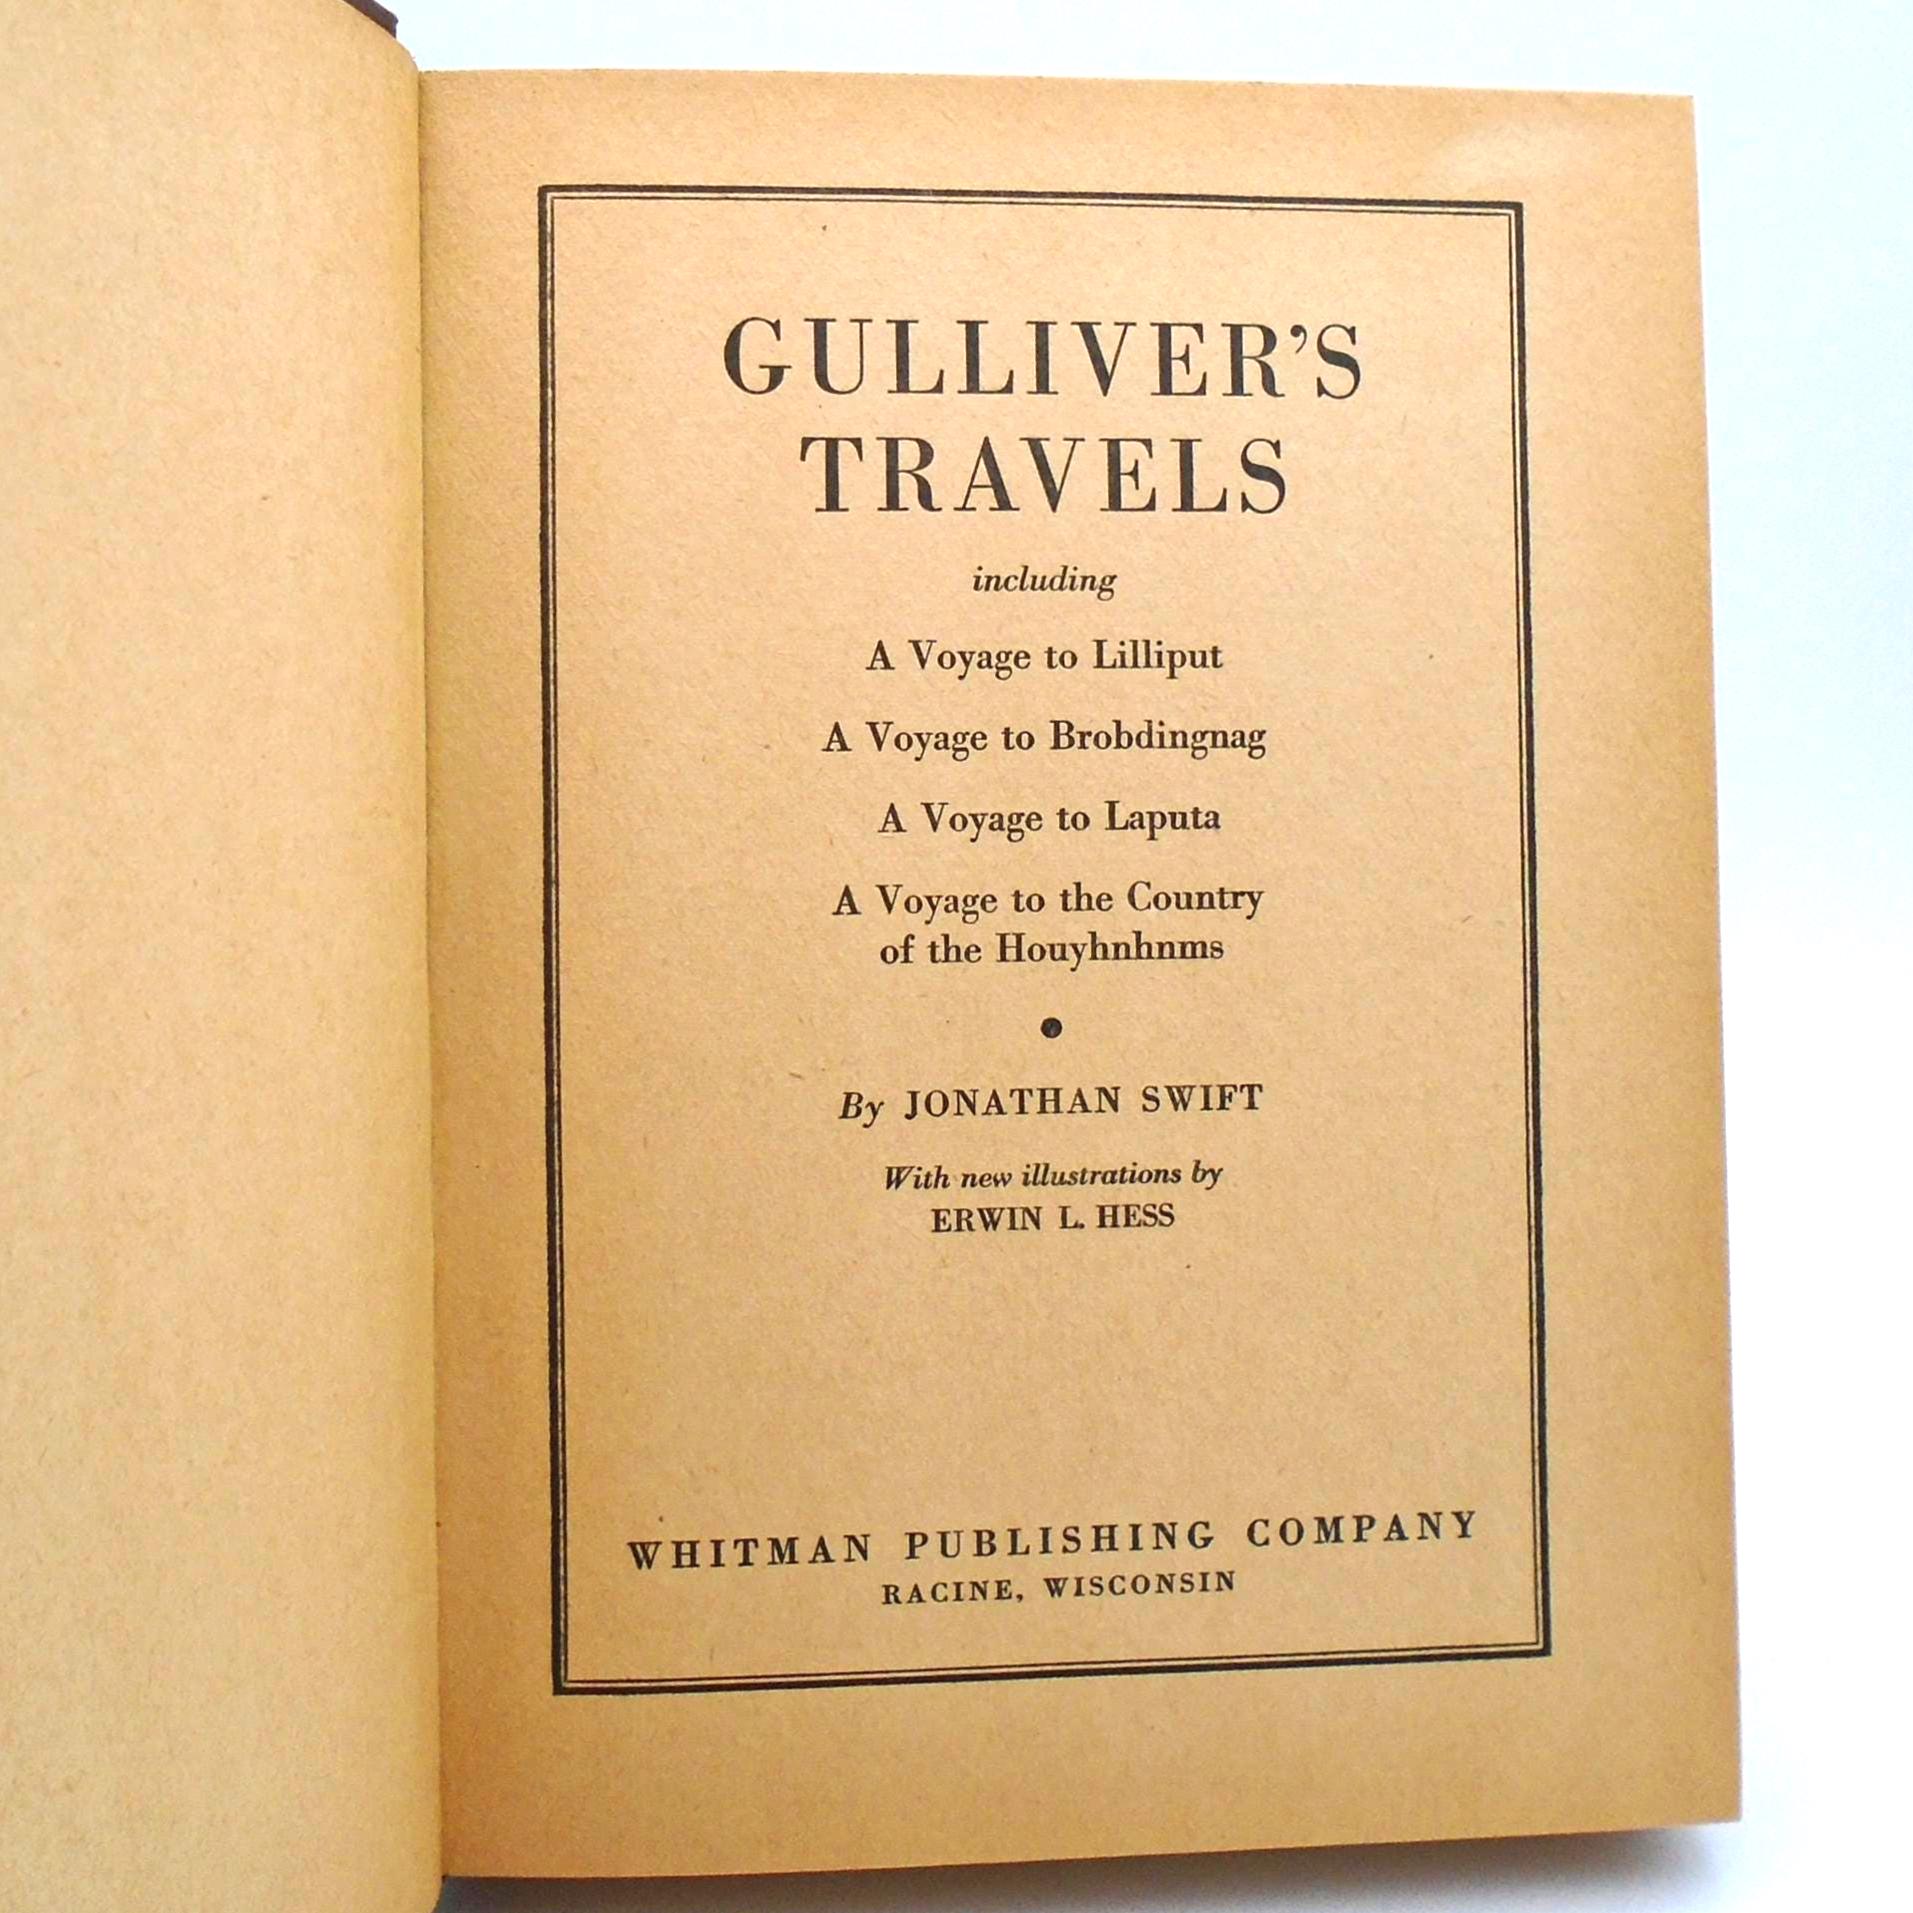 GULLIVER'S
TRAVELS
including
A Voyage to Lilliput
A Voyage to Brobdingnag
A Voyage to Laputa
A Voyage to the Country
of the Houyhnhnms
•
By JONATHAN SWIFT
With new illustrations by
ERWIN L. HESS
WHITMAN PUBLISHING COMPANY
RACINE, WISCONSIN